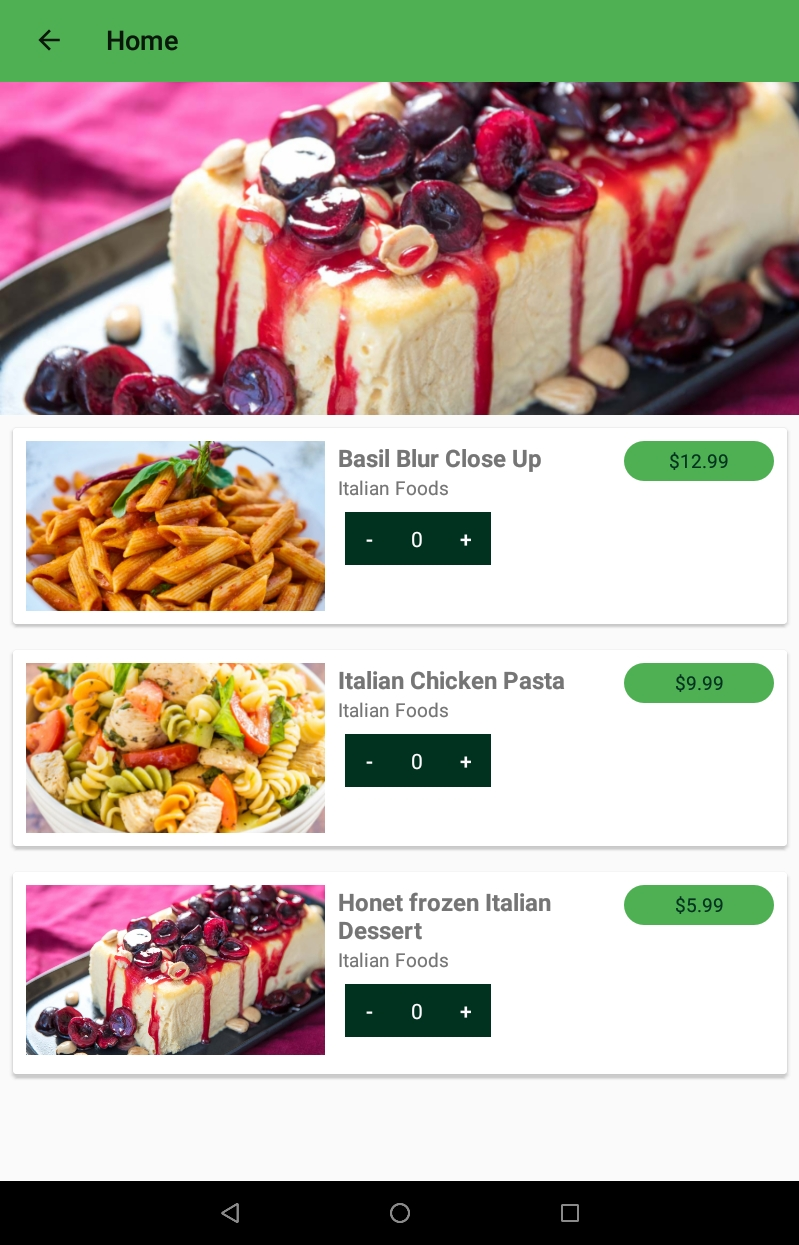 Home
Basil Blur Close Up
$12.99
Italian Foods
- 0 +
Italian Chicken Pasta
$9.99
Italian Foods
- 0 +
Honet frozen Italian
Dessert
$5.99
Italian Foods
- 0 +